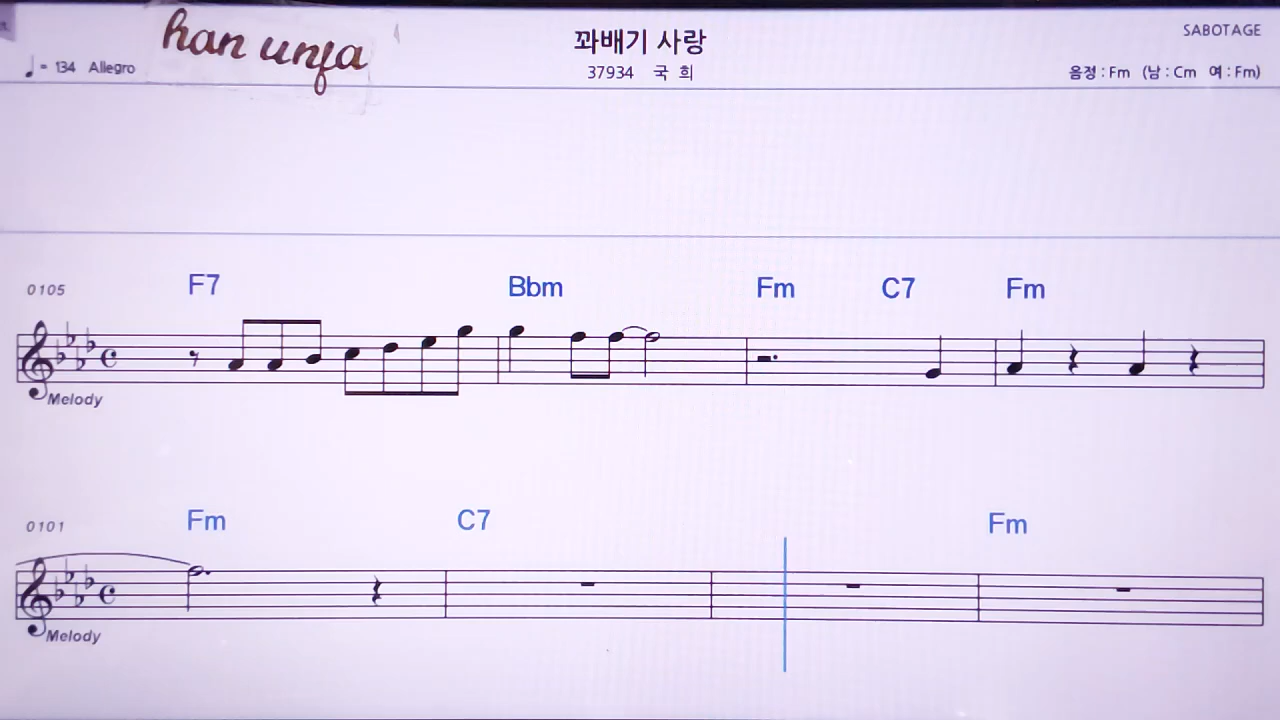 han unfa
꽈배기 사랑
SABOTAGE
♩ = 134 Allegro
37934 국 희
음정 : Fm (남 : Cm 여 : Fm)
0105 F7 Bbm Fm C7 Fm
Melody
0101 Fm C7 Fm
Melody